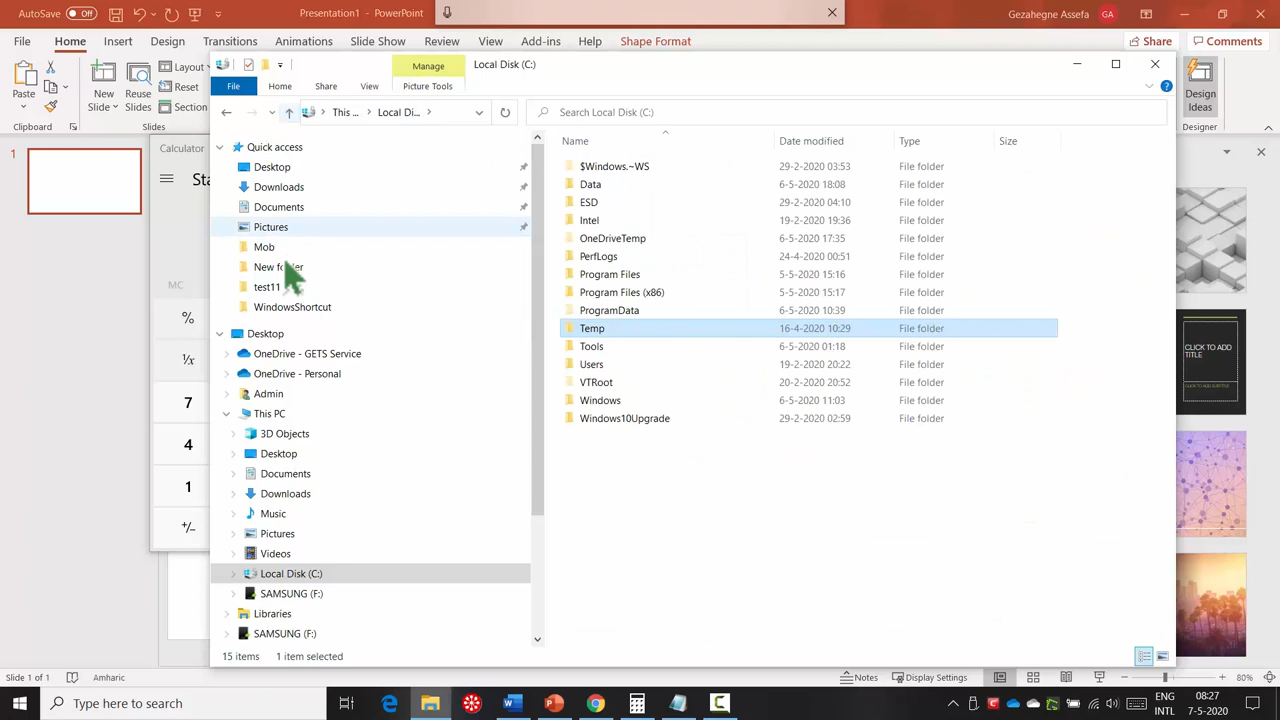 AutoSave Off Presentation1 - PowerPoint Gezahegne Assefa GA
File Home Insert Design Transitions Animations Slide Show Review View Add-ins Help Shape Format Share Comments
Manage Local Disk (C:)
File Home Share View Picture Tools
Paste New Slide Reuse Slides Layout Reset Section Design Ideas
Clipboard Slides Designer
This ... Local Di... Search Local Disk (C:)
1
Calculator
Sta
MC
%
¹/x
7
4
1
+/-
Quick access
Desktop
Downloads
Documents
Pictures
Mob
test11
WindowsShortcut
Desktop
OneDrive - GETS Service
OneDrive - Personal
Admin
This PC
3D Objects
Desktop
Documents
Downloads
Music
Pictures
Videos
Local Disk (C:)
SAMSUNG (F:)
Libraries
SAMSUNG (F:)
Name Date modified Type Size
$Windows.~WS 29-2-2020 03:53 File folder
Data 6-5-2020 18:08 File folder
ESD 29-2-2020 04:10 File folder
Intel 19-2-2020 19:36 File folder
OneDriveTemp 6-5-2020 17:35 File folder
PerfLogs 24-4-2020 00:51 File folder
Program Files 5-5-2020 15:16 File folder
Program Files (x86) 5-5-2020 15:17 File folder
ProgramData 6-5-2020 10:39 File folder
Temp 16-4-2020 10:29 File folder
Tools 6-5-2020 01:18 File folder
Users 19-2-2020 20:22 File folder
VTRoot 20-2-2020 20:52 File folder
Windows 6-5-2020 11:03 File folder
Windows10Upgrade 29-2-2020 02:59 File folder
CLICK TO ADD
TITLE
CLICK TO ADD SUBTITLE
15 items 1 item selected
Slide 1 of 1 Amharic Notes Display Settings 80%
Type here to search ENG 08:27
INTL 7-5-2020